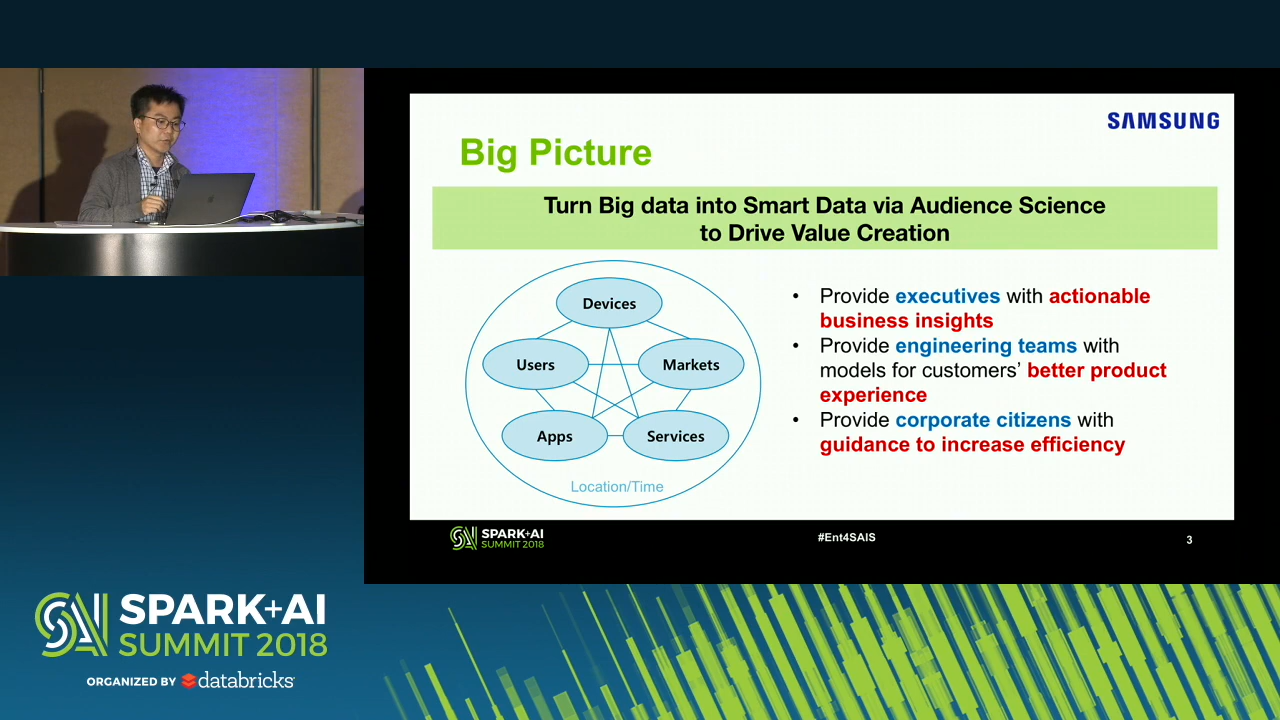 SAMSUNG
Big Picture
Turn Big data into Smart Data via Audience Science
to Drive Value Creation
Devices
Users
Markets
Apps
Services
Location/Time
• Provide executives with actionable
business insights
• Provide engineering teams with
models for customers’ better product
experience
• Provide corporate citizens with
guidance to increase efficiency
SPARK+AI
SUMMIT 2018
#Ent4SAIS
3
SPARK+AI
SUMMIT 2018
ORGANIZED BY databricks